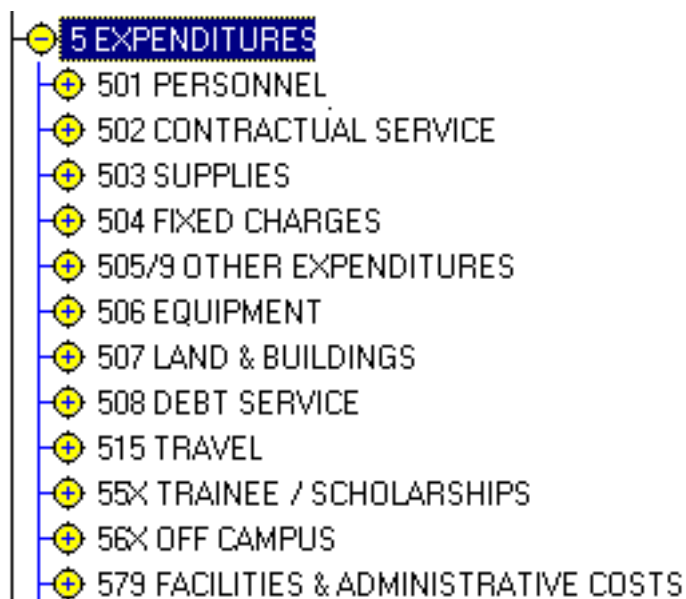 5 EXPENDITURES
501 PERSONNEL
502 CONTRACTUAL SERVICE
503 SUPPLIES
504 FIXED CHARGES
505/9 OTHER EXPENDITURES
506 EQUIPMENT
507 LAND & BUILDINGS
508 DEBT SERVICE
515 TRAVEL
55X TRAINEE / SCHOLARSHIPS
56X OFF CAMPUS
579 FACILITIES & ADMINISTRATIVE COSTS